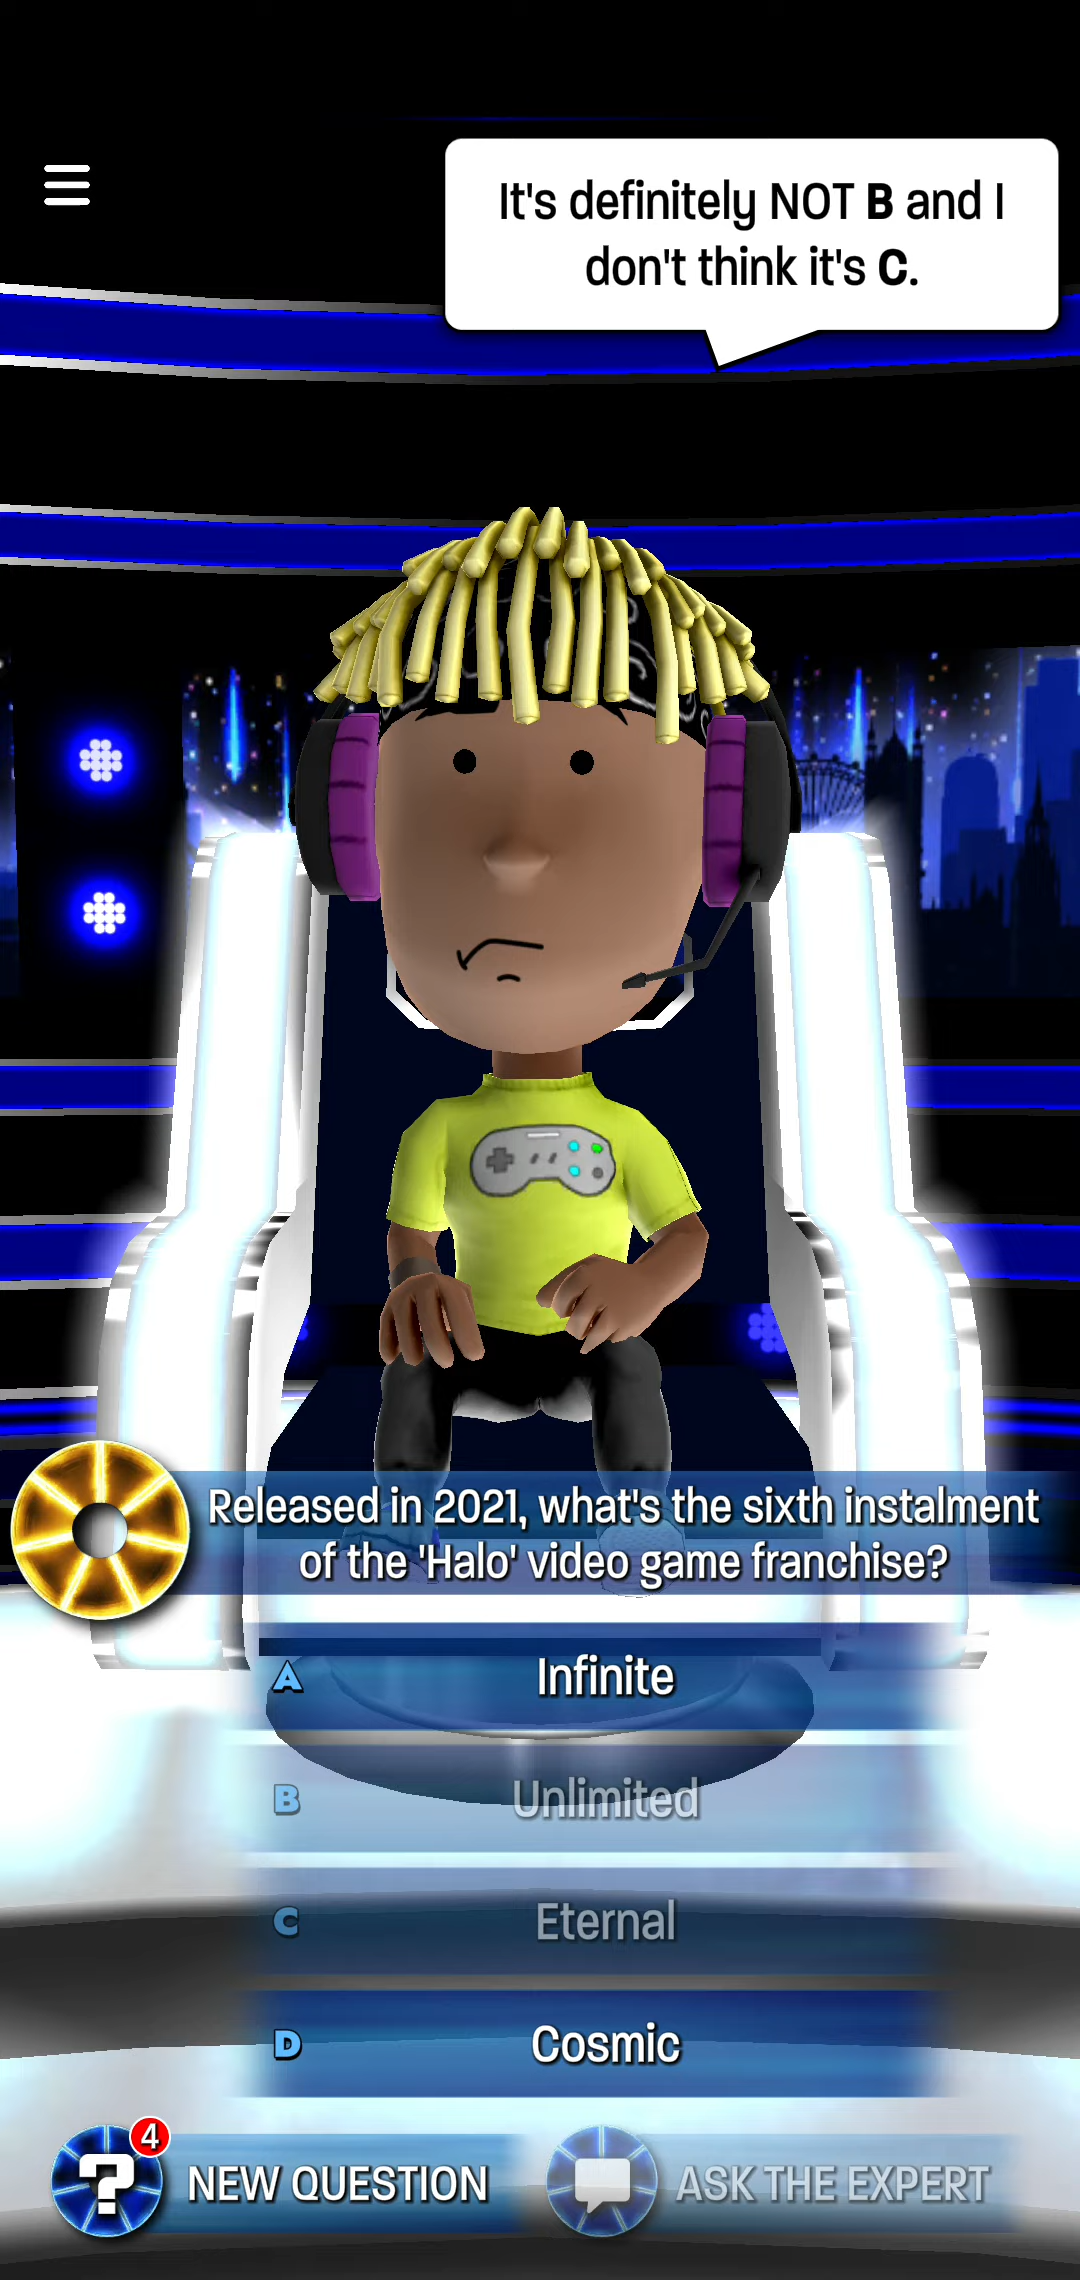 It's definitely NOT B and I
don't think it's C.
Released in 2021, what's the sixth instalment
of the 'Halo' video game franchise?
A Infinite
B Unlimited
C Eternal
D Cosmic
? 4 NEW QUESTION ASK THE EXPERT